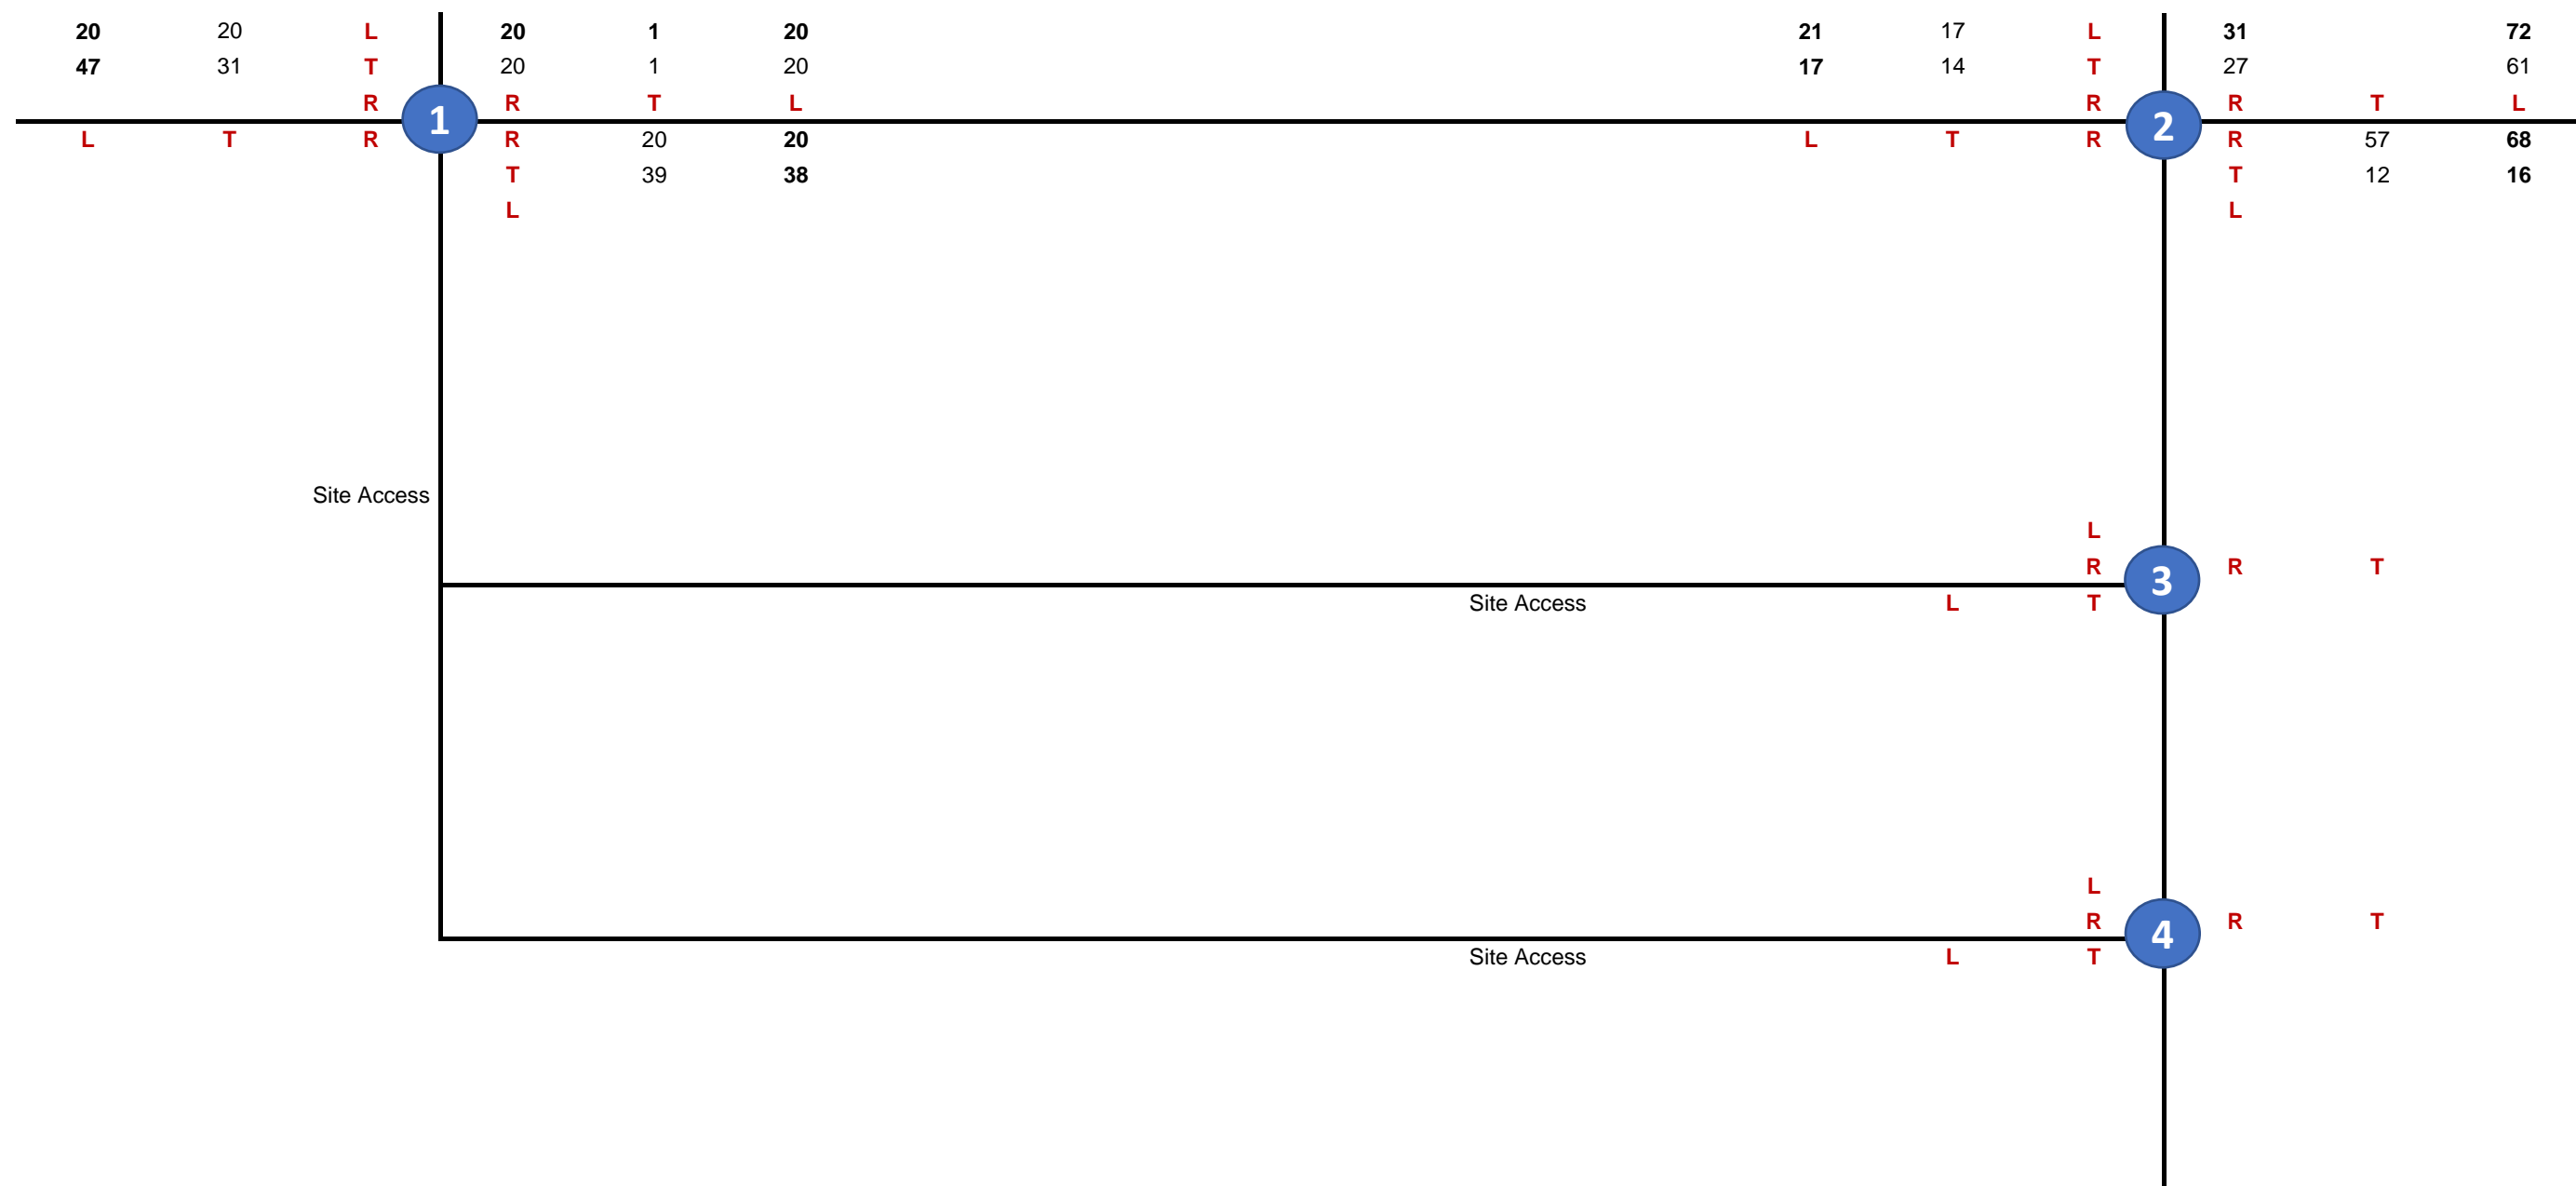 20 20 L 20 1 20 21 17 L 31 72
47 31 T 20 1 20 17 14 T 27 61
R R T L R R T L
1 2
L T R R 20 20 L T R R 57 68
T 39 38 T 12 16
L L
Site Access
L
R 3 R T
Site Access L T
L
R 4 R T
Site Access L T